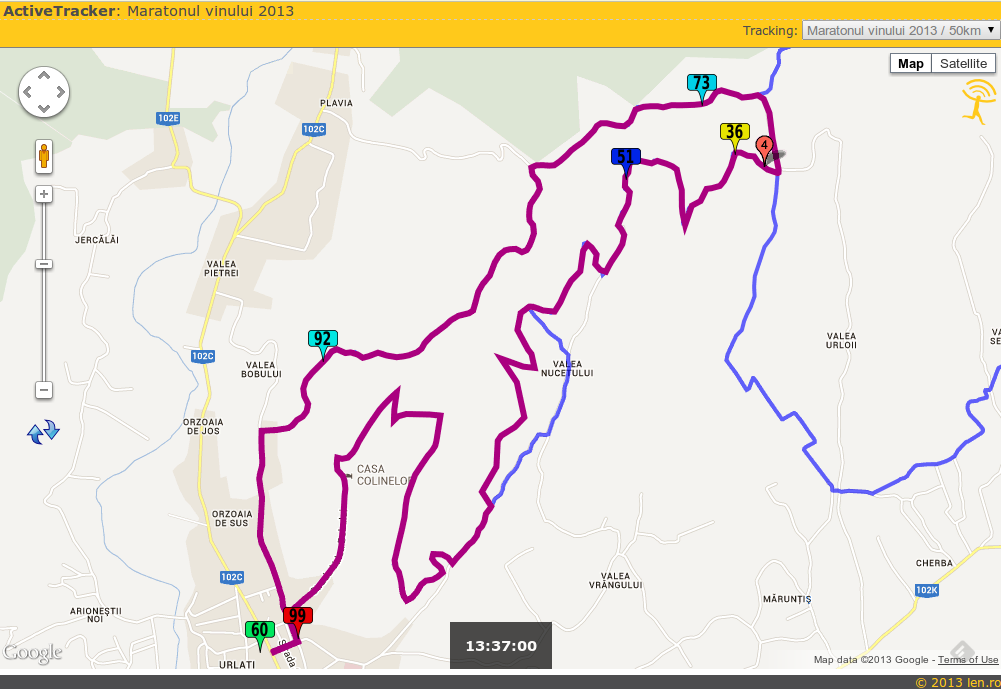 ActiveTracker: Maratonul vinului 2013
Tracking: Maratonul vinului 2013 / 50km
Map Satellite
73
PLAVIA
102E
102C
36
4
51
JERCĂLĂI
VALEA
PIETREI
92
VALEA
URLOII
102C
VALEA
BOBULUI
VALEA
NUCETULUI
ORZOAIA
DE JOS
CASA
COLINELOR
ORZOAIA
DE SUS
CHERBA
102C
VALEA
VRÂNGULUI
102K
MĂRUNȚIȘ
ARIONEȘTII
NOI
99
60
13:37:00
Google
URLATI
Map data ©2013 Google - Terms of Use
© 2013 len.ro